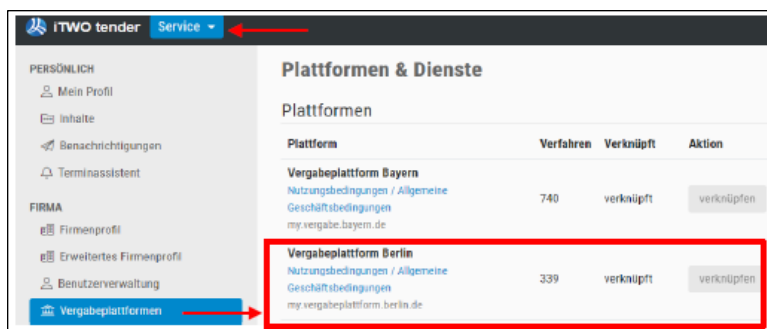 iTWO tender Service
PERSÖNLICH
Mein Profil
Inhalte
Benachrichtigungen
Terminassistent
FIRMA
Firmenprofil
Erweitertes Firmenprofil
Benutzerverwaltung
Vergabeplattformen
Plattformen & Dienste
Plattformen
Plattform Verfahren Verknüpft Aktion
Vergabeplattform Bayern
Nutzungsbedingungen / Allgemeine
Geschäftsbedingungen
my.vergabe.bayern.de
740 verknüpft verknüpfen
Vergabeplattform Berlin
Nutzungsbedingungen / Allgemeine
Geschäftsbedingungen
my.vergabeplattform.berlin.de
339 verknüpft verknüpfen